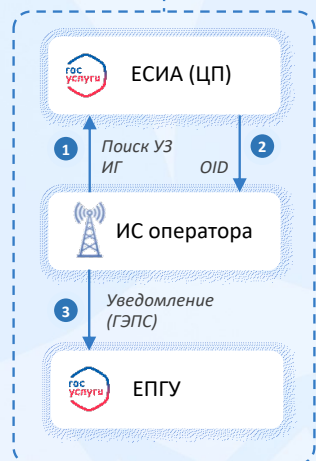 гос
услуги
ЕСИА (ЦП)
1
Поиск УЗ
ИГ
2
OID
ИС оператора
3
Уведомление
(ГЭПС)
гос
услуги
ЕПГУ